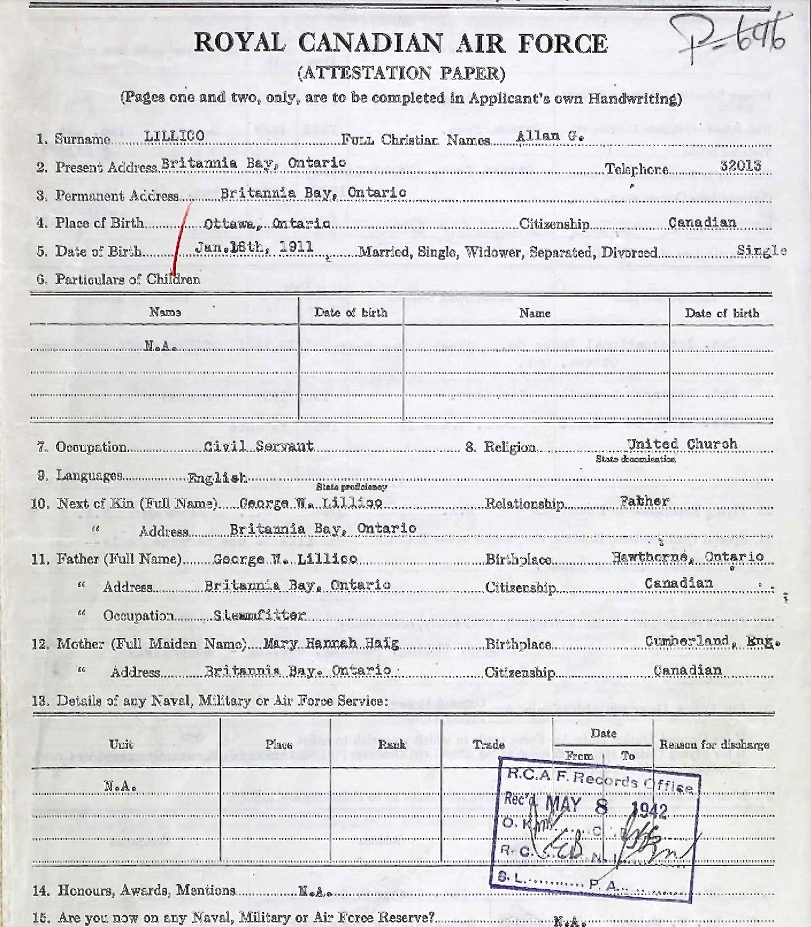 P-646
ROYAL CANADIAN AIR FORCE
(ATTESTATION PAPER)
(Pages one and two, only, are to be completed in Applicant's own Handwriting)
1. Surname LILLICO FULL Christian Names Allan G.
2. Present Address Britannia Bay, Ontario Telephone 32013
3. Permanent Address Britannia Bay, Ontario
4. Place of Birth Ottawa, Ontario Citizenship Canadian
5. Date of Birth Jan. 1911 Married, Single, Widower, Separated, Divorced Single
6. Particulars of Children
Name Date of birth Name Date of birth
N.A.
7. Occupation Civil Servant 8. Religion United Church
State denomination
9. Languages English
State proficiency
10. Next of Kin (Full Name) George W. Lillico Relationship Father
" Address Britannia Bay, Ontario
11. Father (Full Name) George W. Lillico Birthplace Hawthorne, Ontario
" Address Britannia Bay, Ontario Citizenship Canadian
" Occupation Steamfitter
12. Mother (Full Maiden Name) Mary Hannah Haig Birthplace Cumberland, Eng.
" Address Britannia Bay. Ontario Citizenship Canadian
13. Details of any Naval, Military or Air Force Service:
Unit Place Rank Trade Date Reason for discharge
From To
N.A.
R.C.A.F. Records Office
Rec'd MAY 8 1942
O. K. C.
R.C. N.
S.L. P.A.
14. Honours, Awards, Mentions N.A.
15. Are you now on any Naval, Military or Air Force Reserve? N.A.